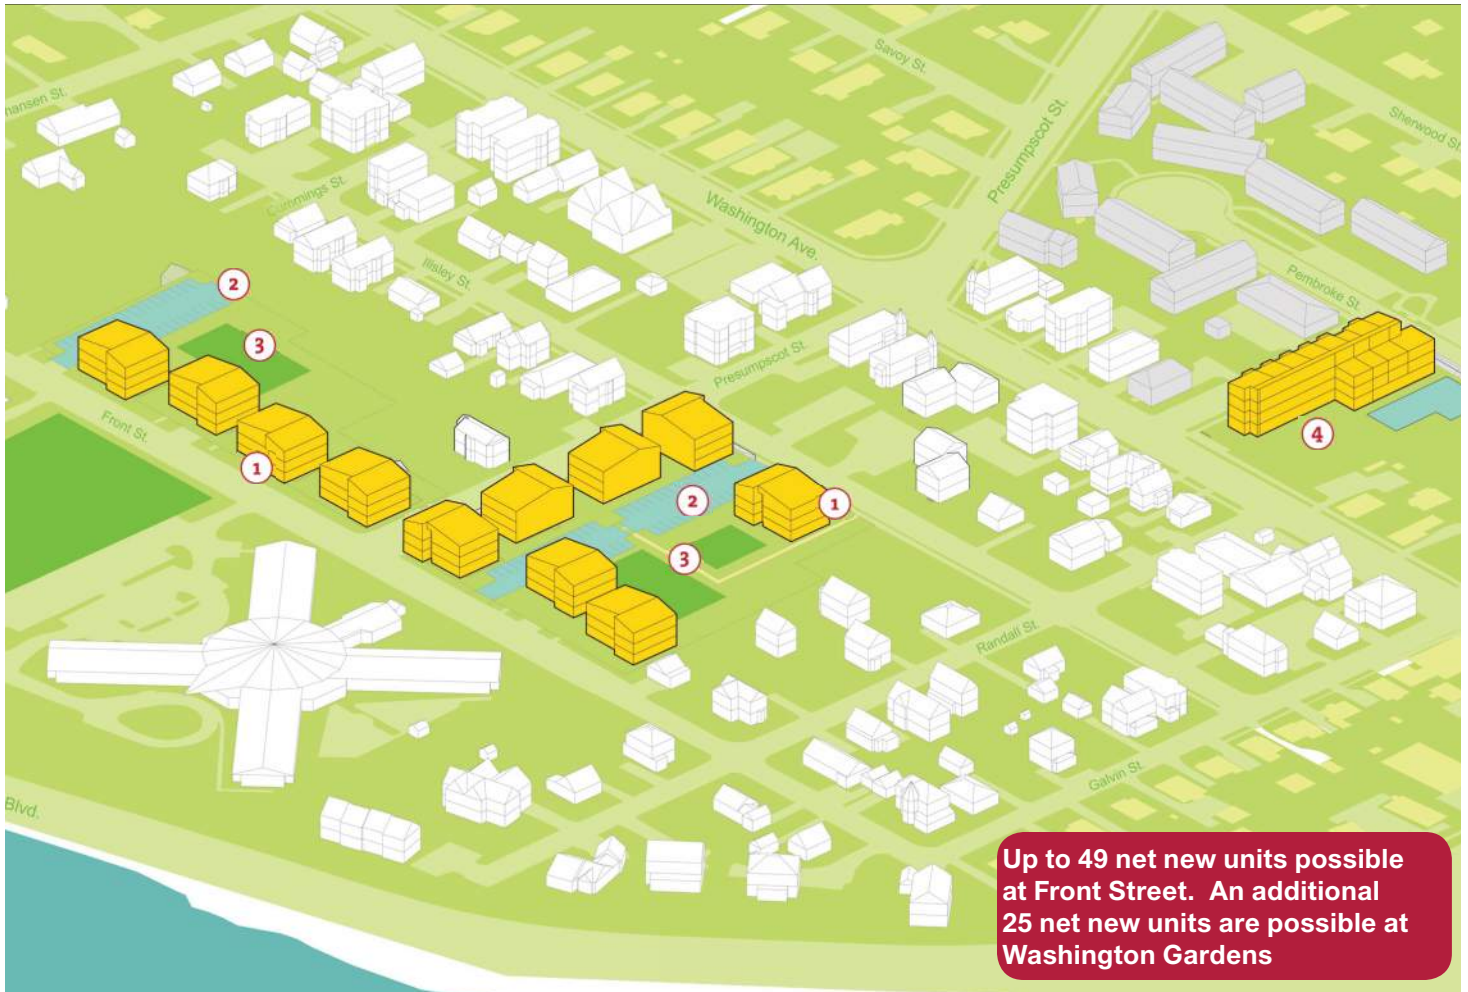 Savoy St.
hansen St.
Presumpscot St.
Sherwood St
Cummings St.
Washington Ave.
Illsley St.
Pembroke St.
2
3
Presumpscot St.
Front St.
4
1
2
1
3
Randall St.
Galvin St.
Blvd.
Up to 49 net new units possible
at Front Street. An additional
25 net new units are possible at
Washington Gardens